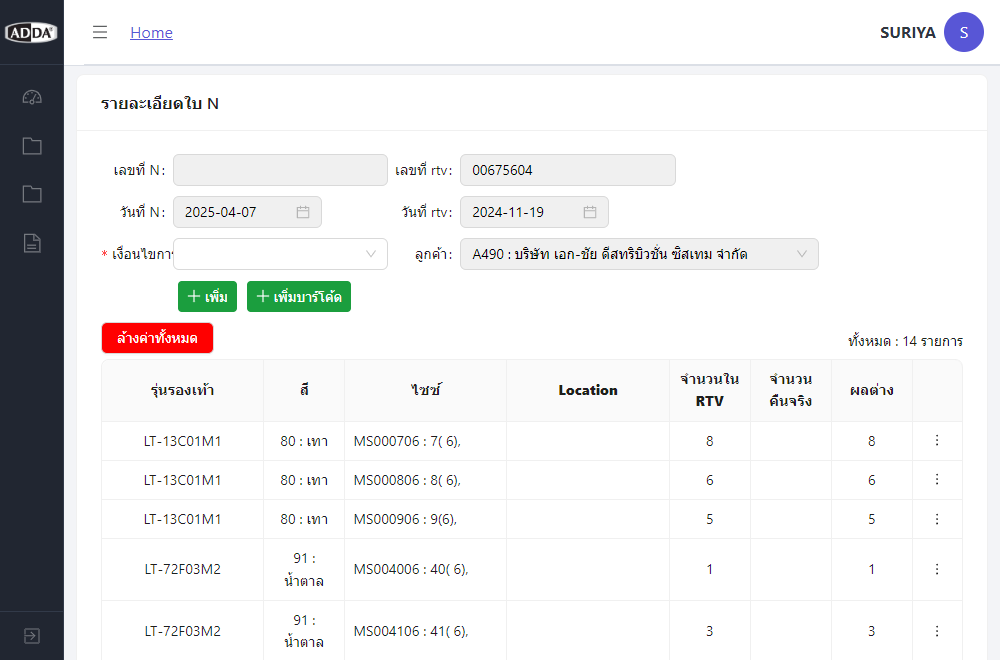 ADDA
Home
SURIYA
S
รายละเอียดใบ N
เลขที่ N:
เลขที่ rtv: 00675604
วันที่ N: 2025-04-07
วันที่ rtv: 2024-11-19
* เงื่อนไขการ
ลูกค้า: A490 : บริษัท เอก-ชัย ดีสทริบิวชั่น ซิสเทม จำกัด
+ เพิ่ม
+ เพิ่มบาร์โค้ด
ล้างค่าทั้งหมด
ทั้งหมด : 14 รายการ
รุ่นรองเท้า สี ไซซ์ Location จำนวนใน RTV จำนวน คืนจริง ผลต่าง
LT-13C01M1 80 : เทา MS000706 : 7( 6), 8 8
LT-13C01M1 80 : เทา MS000806 : 8( 6), 6 6
LT-13C01M1 80 : เทา MS000906 : 9(6), 5 5
LT-72F03M2 91 : น้ำตาล MS004006 : 40( 6), 1 1
LT-72F03M2 91 : น้ำตาล MS004106 : 41( 6), 3 3